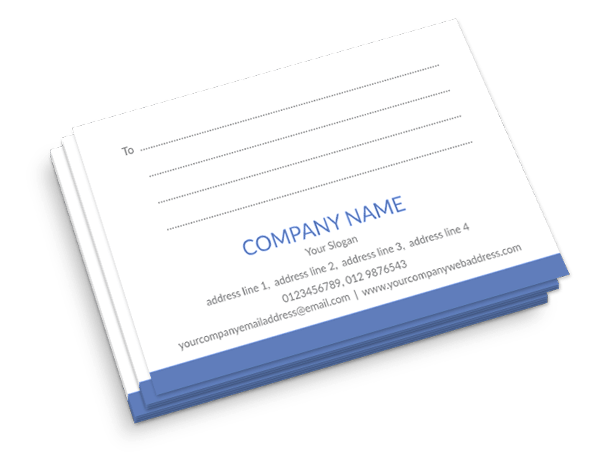 To
COMPANY NAME
Your Slogan
address line 1, address line 2, address line 3, address line 4
0123456789, 012 9876543
yourcompanyemailaddress@email.com | www.yourcompanywebaddress.com